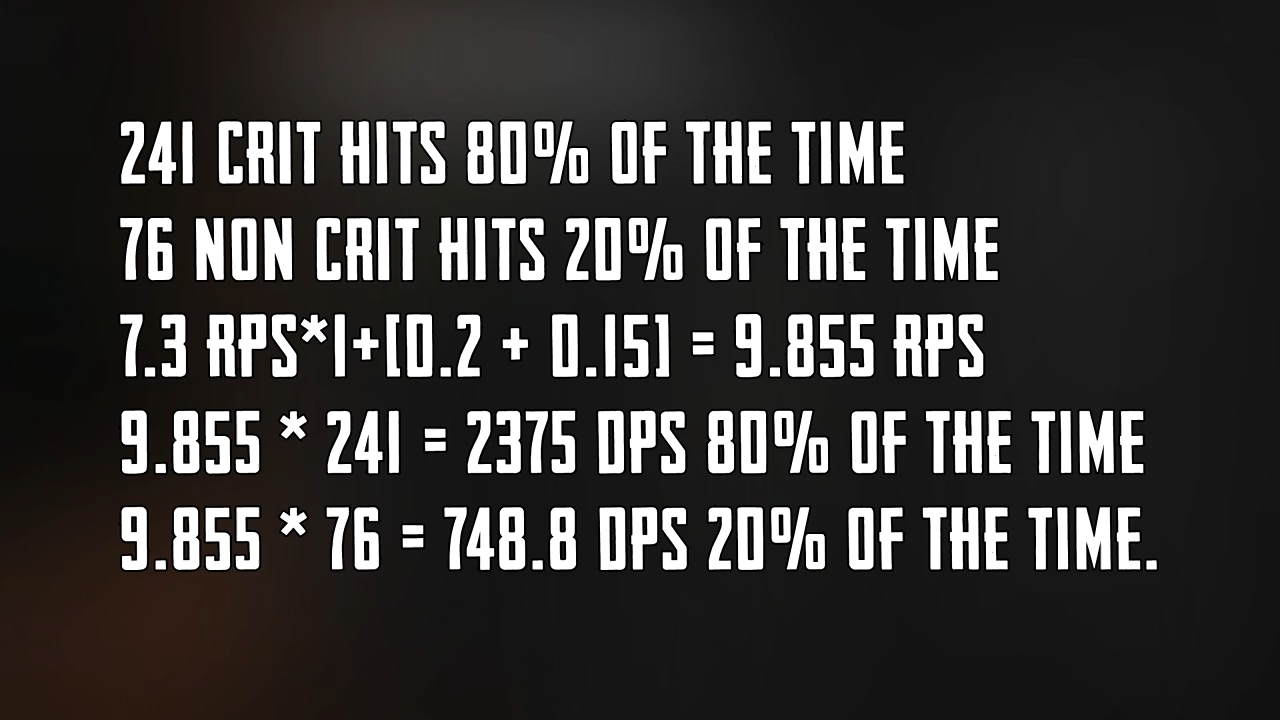 241 CRIT HITS 80% OF THE TIME
76 NON CRIT HITS 20% OF THE TIME
7.3 RPS*1+[0.2 + 0.15] = 9.855 RPS
9.855 * 241 = 2375 DPS 80% OF THE TIME
9.855 * 76 = 748.8 DPS 20% OF THE TIME.